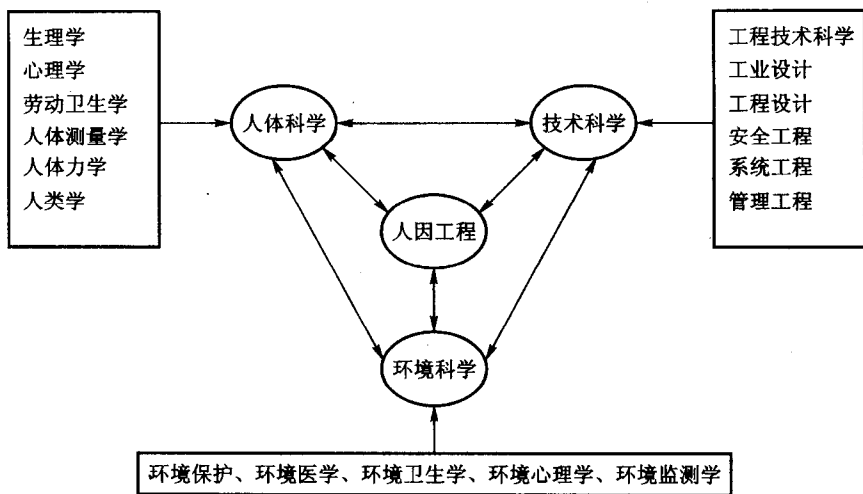 生理学
心理学
劳动卫生学
人体测量学
人体力学
人类学
工程技术科学
工业设计
工程设计
安全工程
系统工程
管理工程
人体科学
技术科学
人因工程
环境科学
环境保护、环境医学、环境卫生学、环境心理学、环境监测学